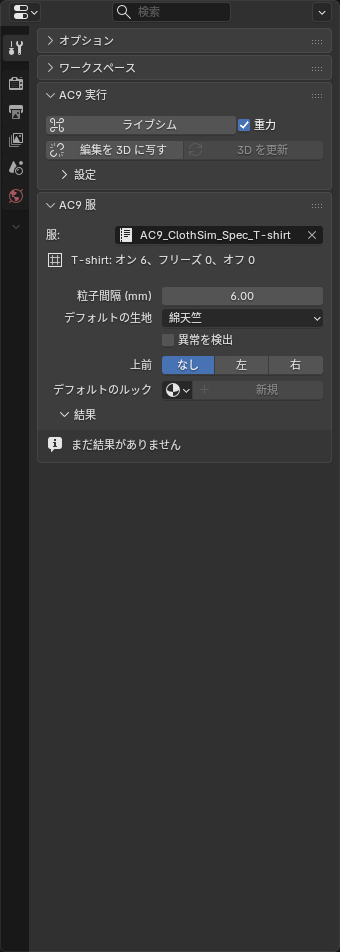 検索
オプション
ワークスペース
AC9 実行
ライブシム 重力
編集を 3D に写す 3D を更新
設定
AC9 服
服: AC9_ClothSim_Spec_T-shirt
T-shirt: オン 6、フリーズ 0、オフ 0
粒子間隔 (mm) 6.00
デフォルトの生地 綿天竺
異常を検出
上前 なし 左 右
デフォルトのルック 新規
結果
まだ結果がありません